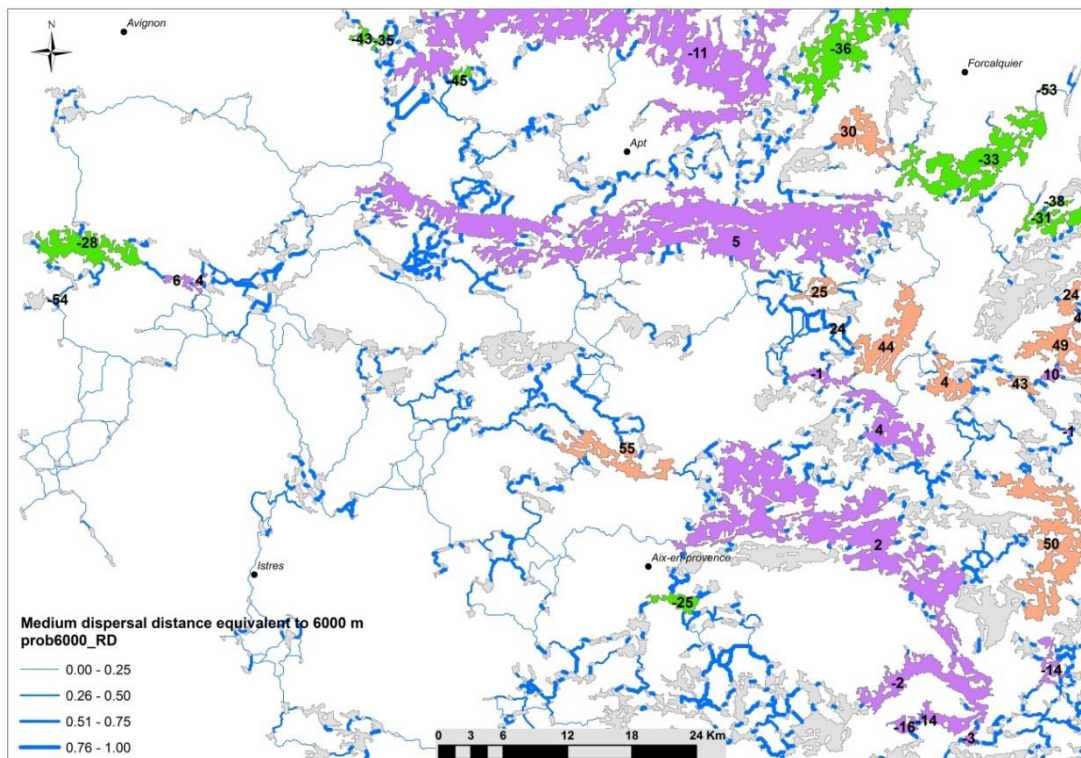 N
Avignon
-43 -35
-11
-36
Forcalquier
45
-53
30
Apt
-33
-38
-31
-28
5
6 4
-54
25
24
24
44
49
-1
10
4
43
4
-1
55
2
50
Aix-en-provence
Istres
-25
-14
-2
-14
-16
-3
Medium dispersal distance equivalent to 6000 m
prob6000_RD
0.00 - 0.25
0.26 - 0.50
0.51 - 0.75
0.76 - 1.00
0 3 6 12 18 24 Km